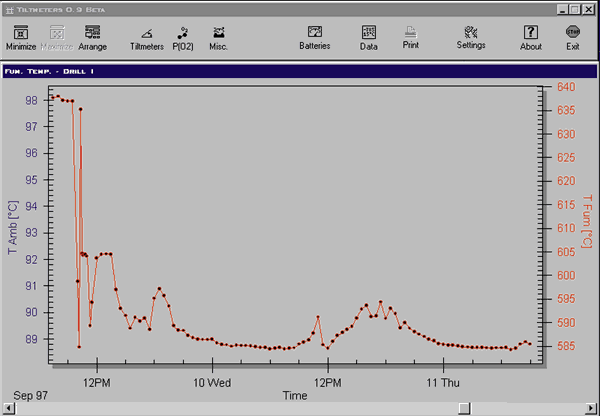 Tiltmeters 0.9 Beta
Minimize Maximize Arrange Tiltmeters P(O2) Misc. Batteries Data Print Settings About Exit
Fum. Temp. - Drill 1
98 640
97 635
96 630
95 625
94 620
93 615
92 610
91 605
90 600
89 595
590
585
T Amb [°C]
T Fum [°C]
12PM 10 Wed 12PM 11 Thu
Sep 97 Time